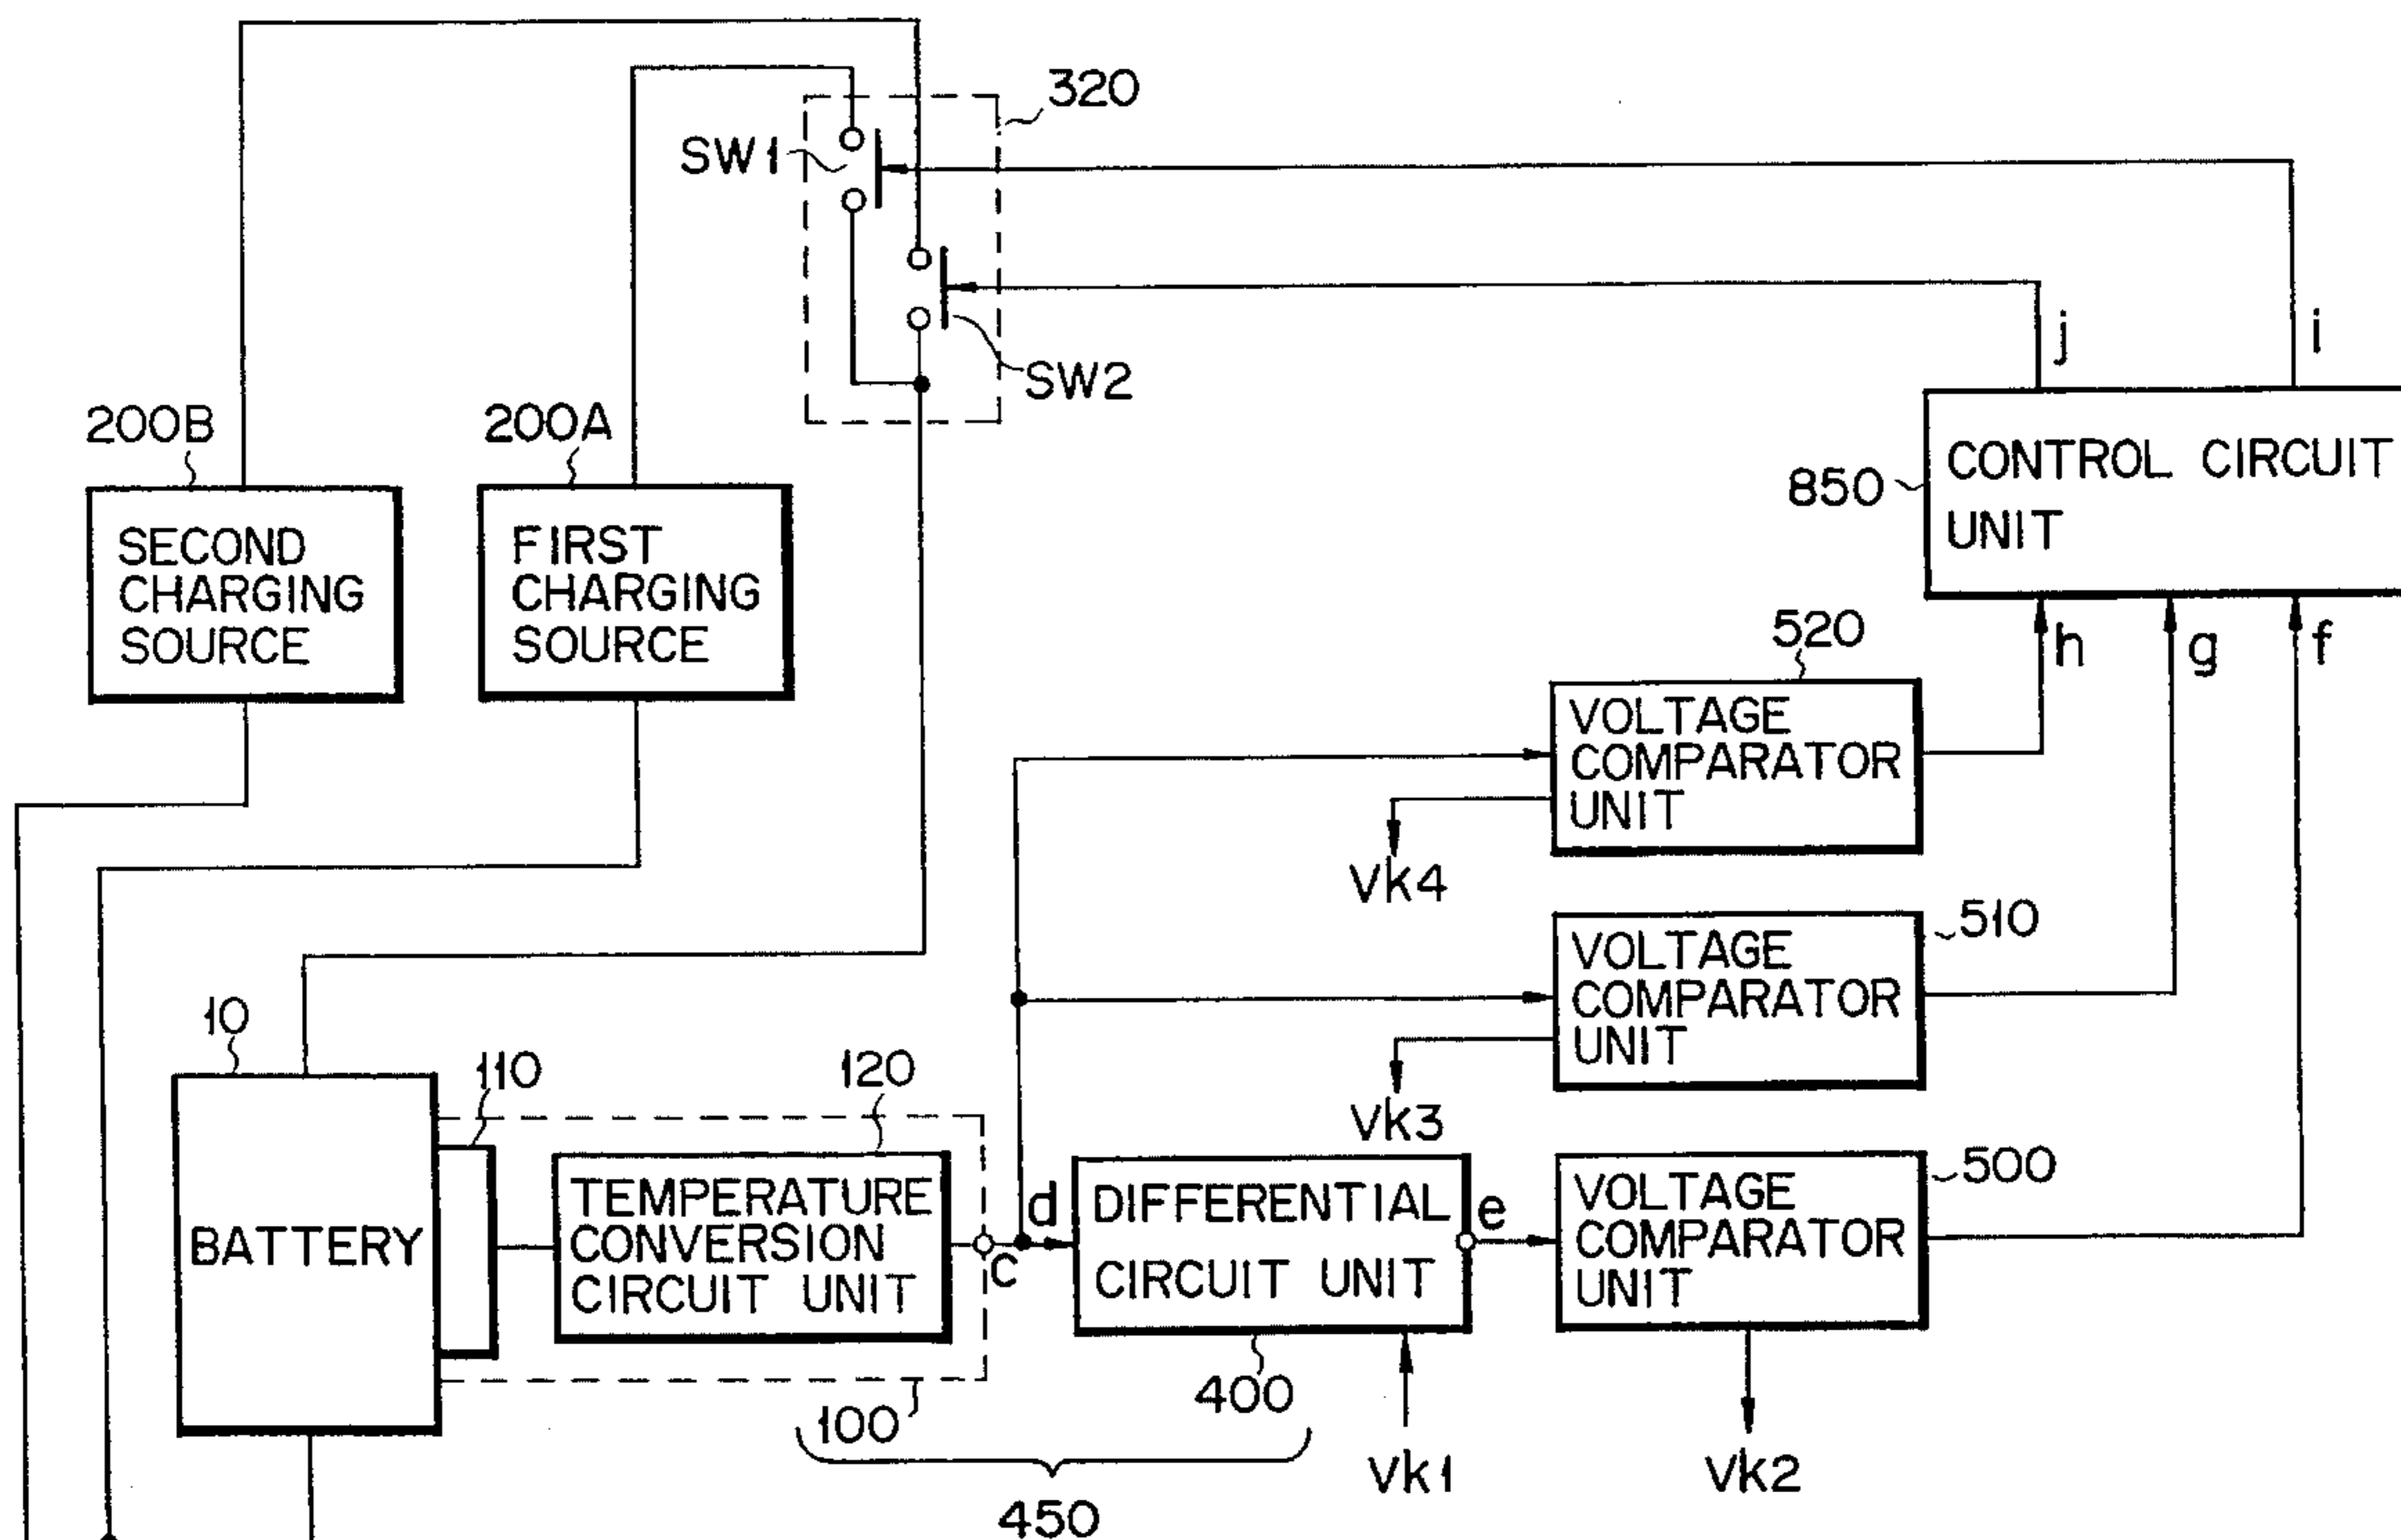 320
SW1
SW2
j
i
200B
200A
SECOND
CHARGING
SOURCE
FIRST
CHARGING
SOURCE
850
CONTROL CIRCUIT
UNIT
h
g
f
520
VOLTAGE
COMPARATOR
UNIT
Vk4
510
VOLTAGE
COMPARATOR
UNIT
Vk3
10
110
120
BATTERY
TEMPERATURE
CONVERSION
CIRCUIT UNIT
c
d
DIFFERENTIAL
CIRCUIT UNIT
e
500
VOLTAGE
COMPARATOR
UNIT
100
400
450
Vk1
Vk2